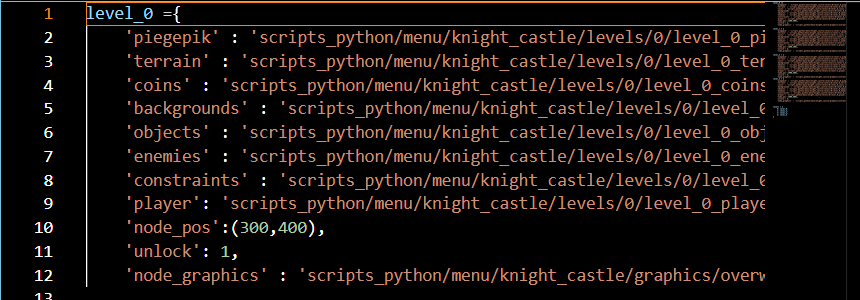 1 level_0 ={
2 'piegepik' : 'scripts_python/menu/knight_castle/levels/0/level_0_pi
3 'terrain' : 'scripts_python/menu/knight_castle/levels/0/level_0_ter
4 'coins' : 'scripts_python/menu/knight_castle/levels/0/level_0_coins
5 'backgrounds' : 'scripts_python/menu/knight_castle/levels/0/level_0_
6 'objects' : 'scripts_python/menu/knight_castle/levels/0/level_0_obj
7 'enemies' : 'scripts_python/menu/knight_castle/levels/0/level_0_ene
8 'constraints' : 'scripts_python/menu/knight_castle/levels/0/level_0
9 'player': 'scripts_python/menu/knight_castle/levels/0/level_0_playe
10 'node_pos':(300,400),
11 'unlock': 1,
12 'node_graphics' : 'scripts_python/menu/knight_castle/graphics/overw
13